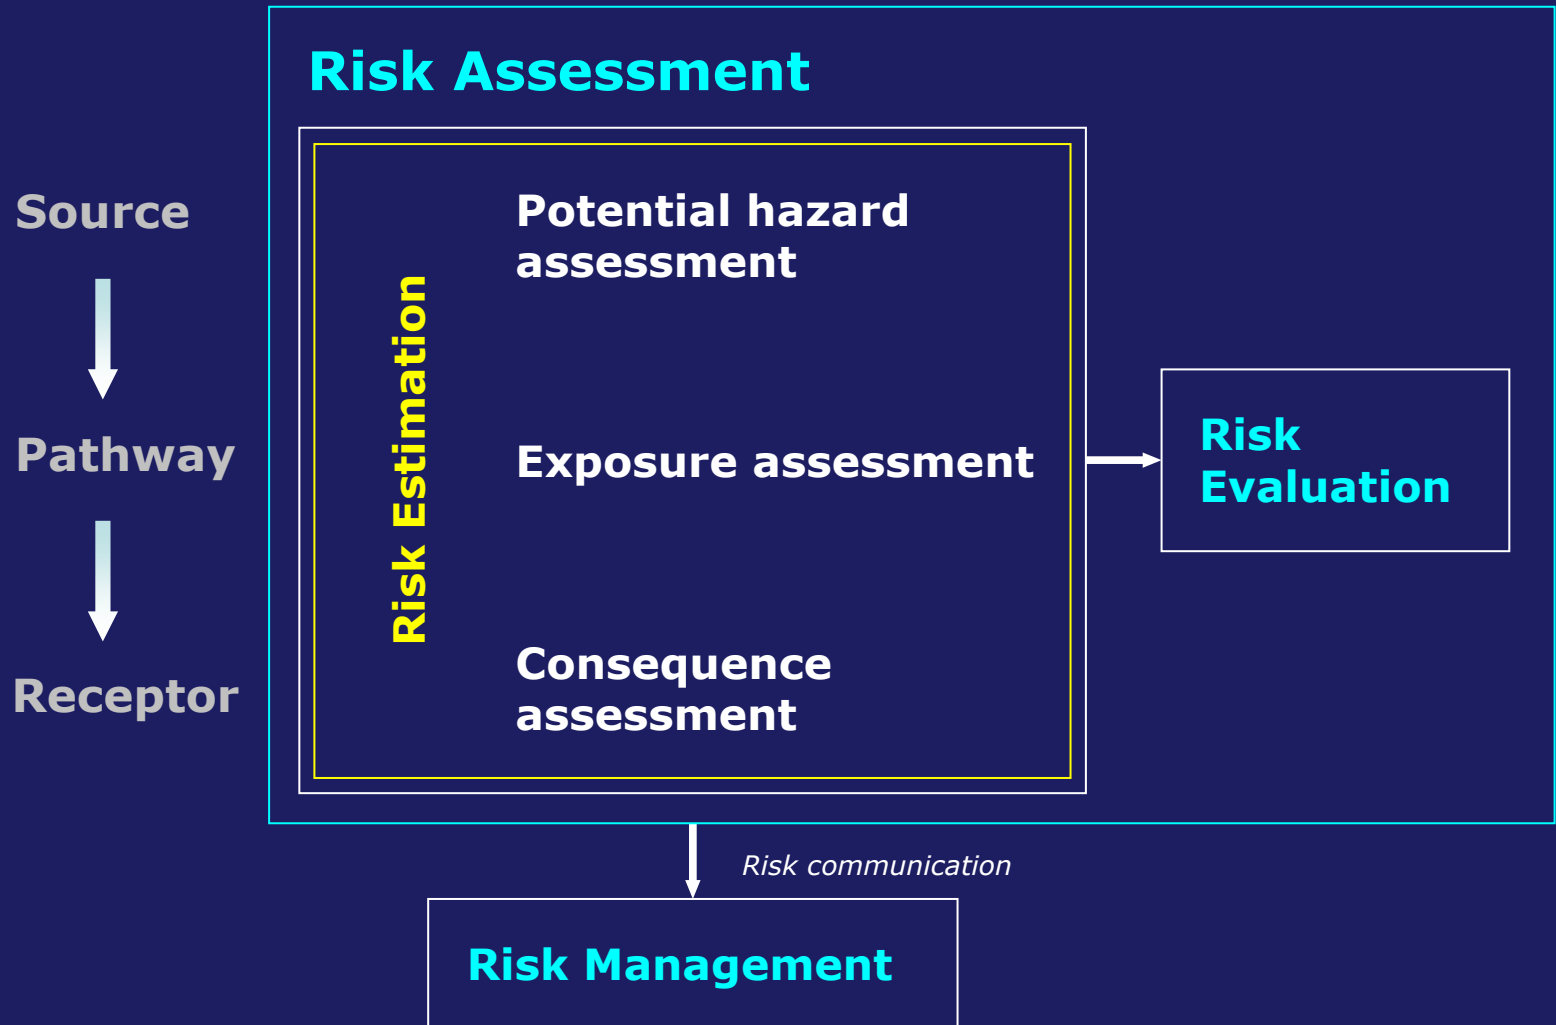 Risk Assessment
Source
Pathway
Receptor
Risk Estimation
Potential hazard
assessment
Exposure assessment
Consequence
assessment
Risk
Evaluation
Risk communication
Risk Management